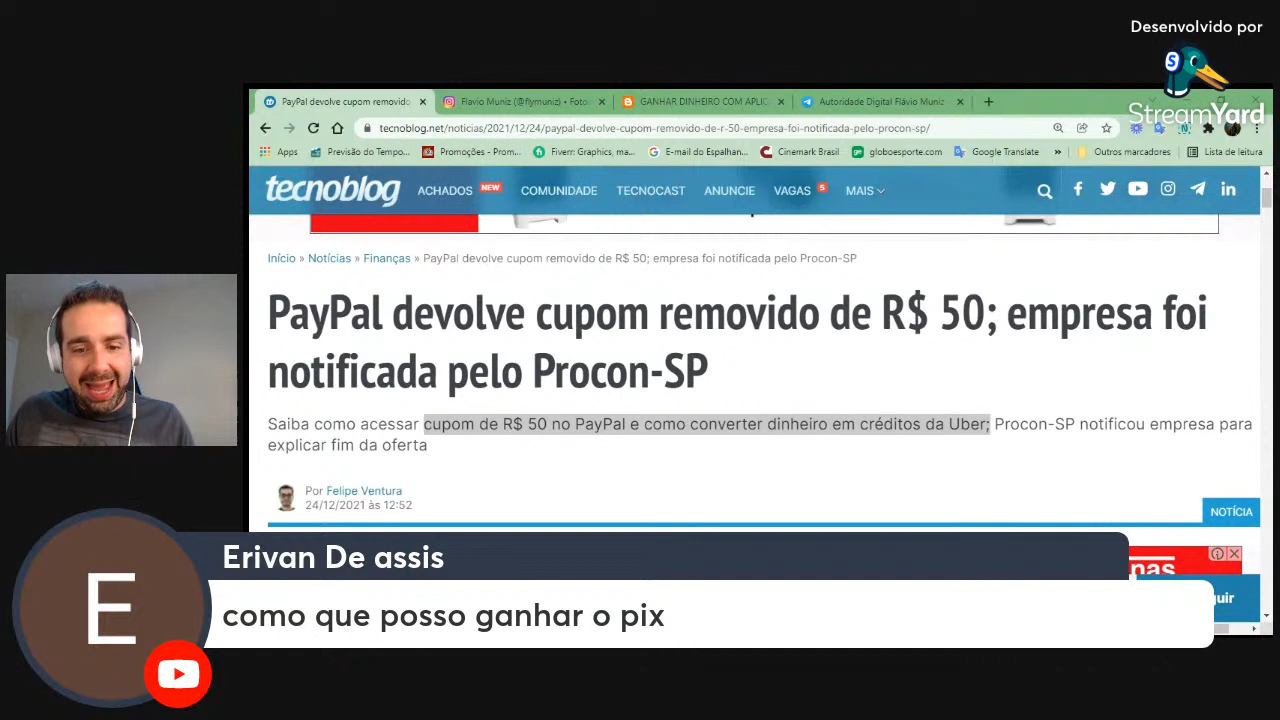 Desenvolvido por
StreamYard
PayPal devolve cupom removido
Flavio Muniz (@flymuniz) • Foto
GANHAR DINHEIRO COM APLIC
Autoridade Digital Flávio Muniz
tecnoblog.net/noticias/2021/12/24/paypal-devolve-cupom-removido-de-r-50-empresa-foi-notificada-pelo-procon-sp/
Apps Previsão do Tempo... Promoções - Prom... Fiverr: Graphics, ma... E-mail do Espalhan... Cinemark Brasil globoesporte.com Google Translate » Outros marcadores Lista de leitura
tecnoblog ACHADOS NEW COMUNIDADE TECNOCAST ANUNCIE VAGAS 5 MAIS
Início » Notícias » Finanças » PayPal devolve cupom removido de R$ 50; empresa foi notificada pelo Procon-SP
PayPal devolve cupom removido de R$ 50; empresa foi
notificada pelo Procon-SP
Saiba como acessar cupom de R$ 50 no PayPal e como converter dinheiro em créditos da Uber; Procon-SP notificou empresa para
explicar fim da oferta
Por Felipe Ventura
24/12/2021 às 12:52
NOTÍCIA
E
Erivan De assis
como que posso ganhar o pix